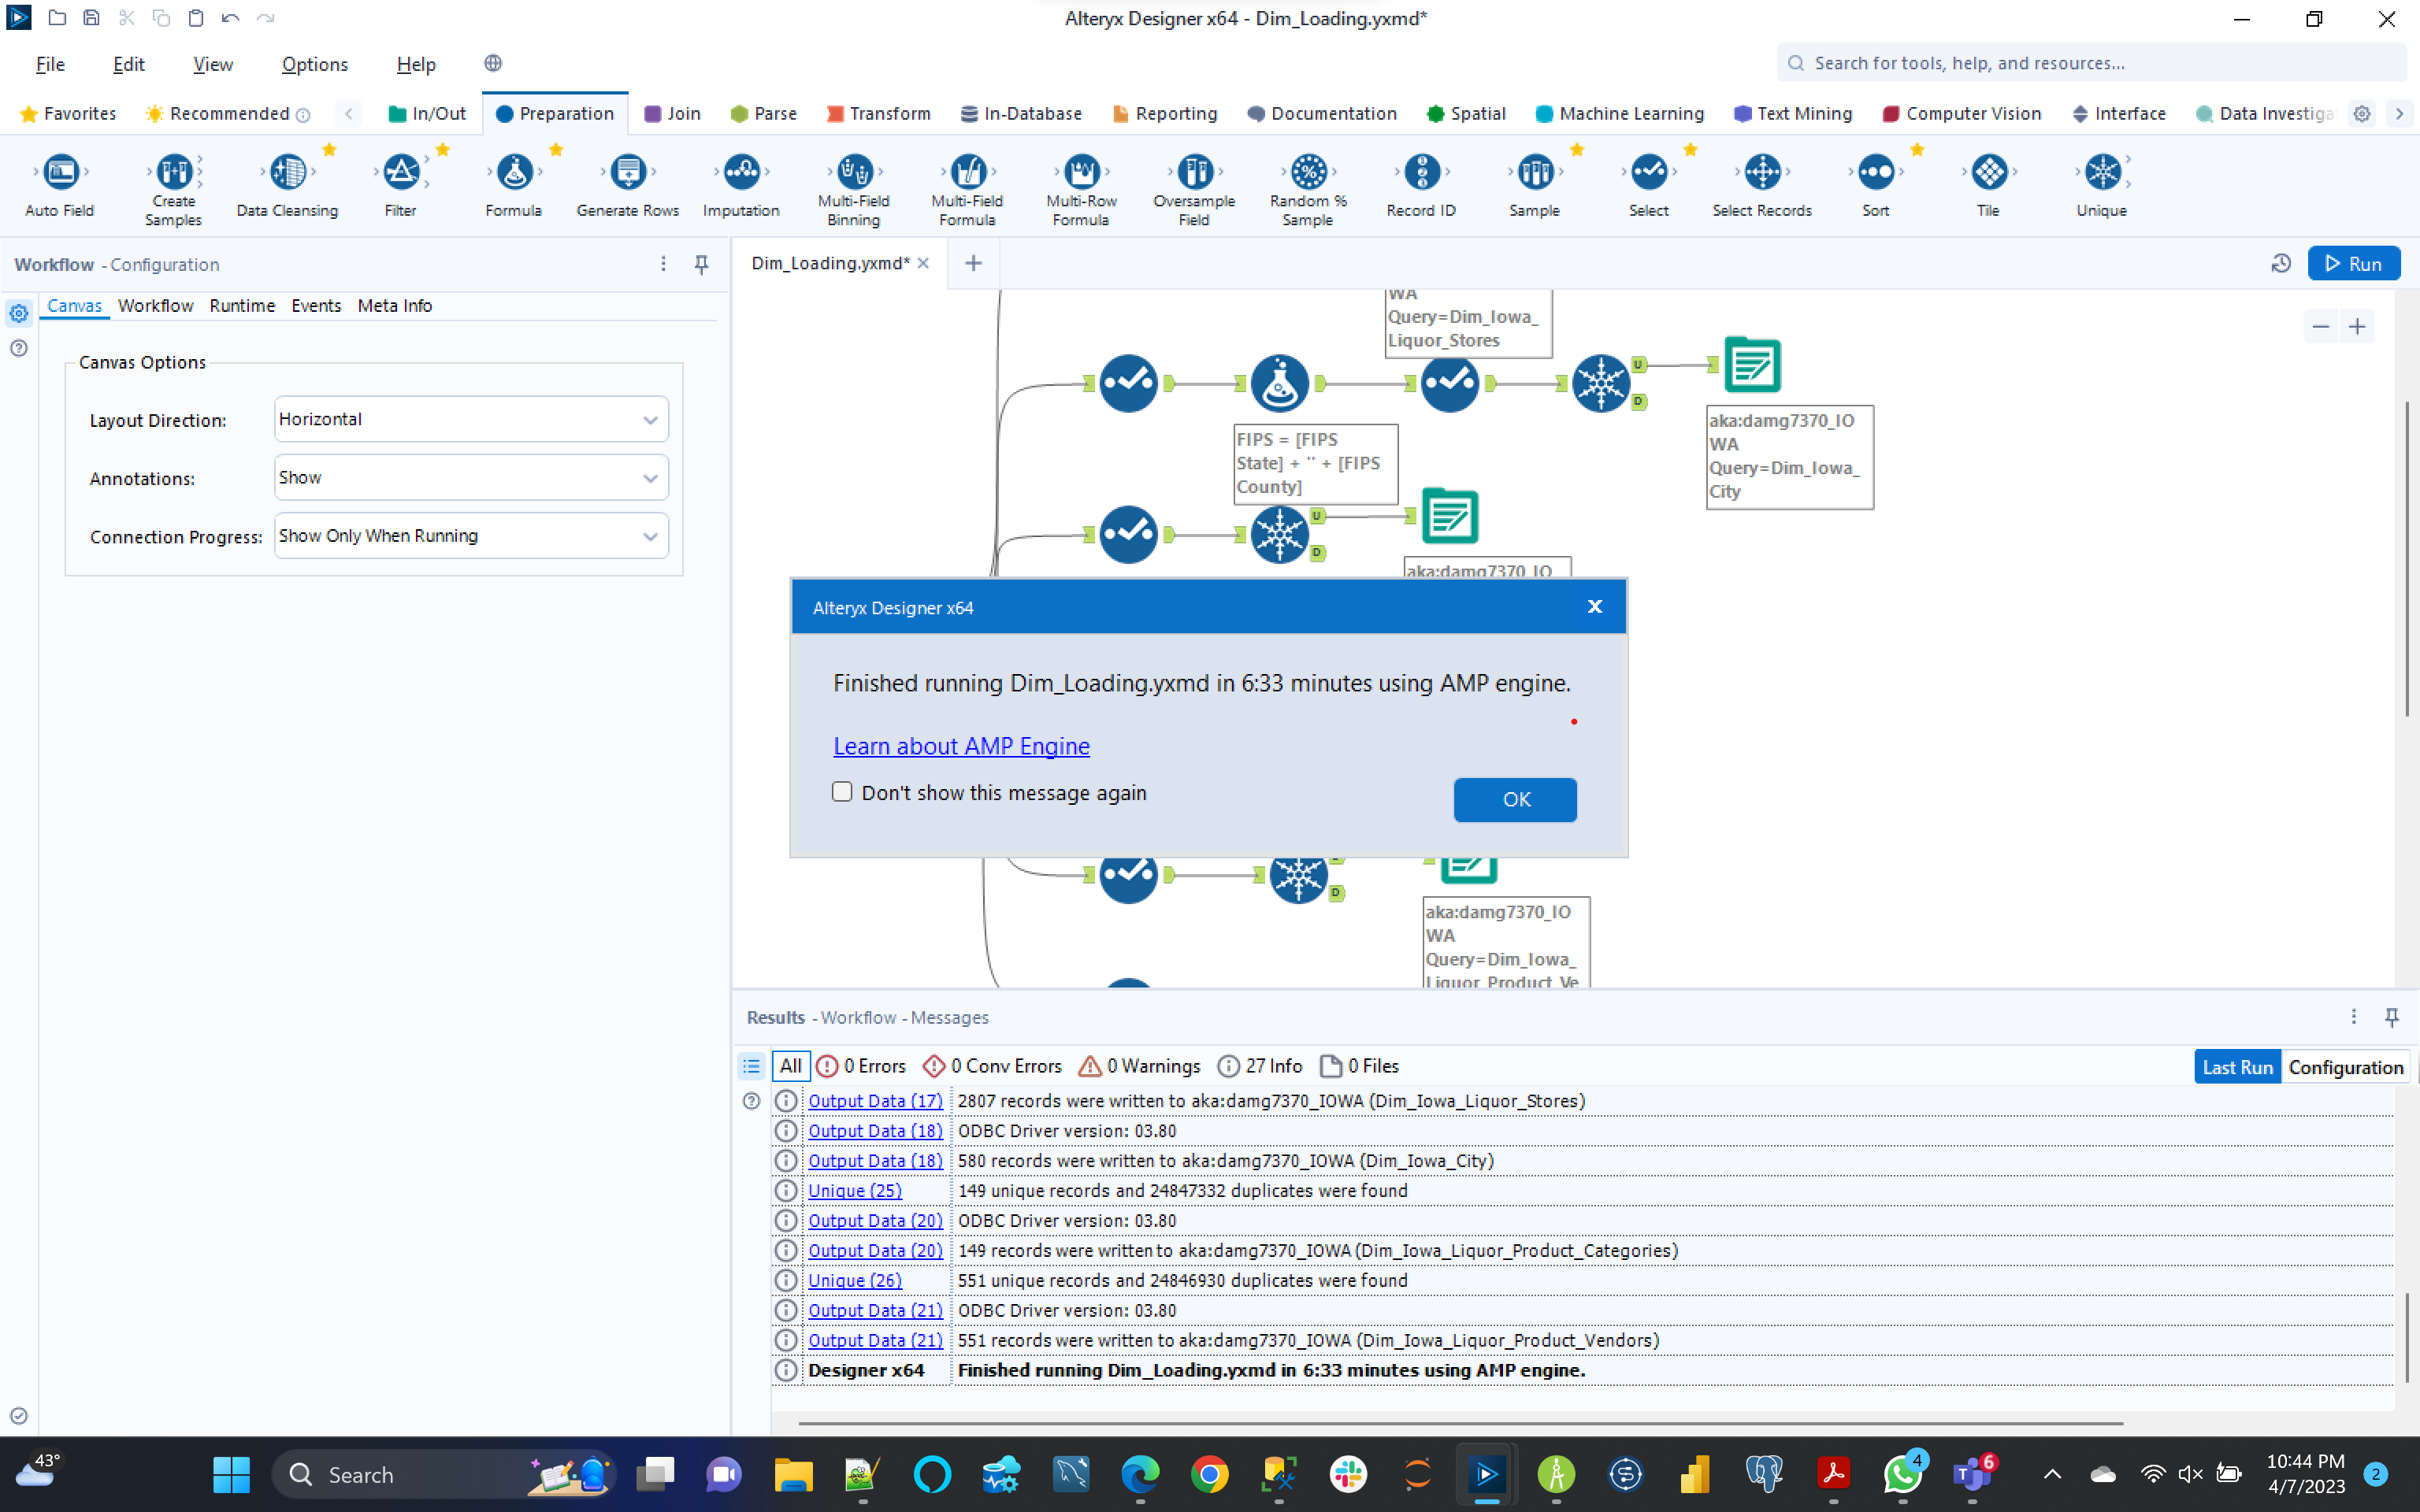 Alteryx Designer x64 - Dim_Loading.yxmd*
File Edit View Options Help
Search for tools, help, and resources...
Favorites Recommended In/Out Preparation Join Parse Transform In-Database Reporting Documentation Spatial Machine Learning Text Mining Computer Vision Interface Data Investiga
Auto Field
Create
Samples
Data Cleansing
Filter
Formula
Generate Rows
Imputation
Multi-Field
Binning
Multi-Field
Formula
Multi-Row
Formula
Oversample
Field
Random %
Sample
Record ID
Sample
Select
Select Records
Sort
Tile
Unique
Workflow - Configuration
Canvas Workflow Runtime Events Meta Info
Canvas Options
Layout Direction: Horizontal
Annotations: Show
Connection Progress: Show Only When Running
Dim_Loading.yxmd*
Run
WA
Query=Dim_Iowa_
Liquor_Stores
U
D
aka:damg7370_IO
WA
Query=Dim_Iowa_
City
FIPS = [FIPS
State] + '' + [FIPS
County]
U
D
aka:damg7370_IO
Alteryx Designer x64
Finished running Dim_Loading.yxmd in 6:33 minutes using AMP engine.
Learn about AMP Engine
Don't show this message again
OK
D
aka:damg7370_IO
WA
Query=Dim_Iowa_
Liquor_Product_Ve
Results - Workflow - Messages
All 0 Errors 0 Conv Errors 0 Warnings 27 Info 0 Files
Last Run Configuration
Output Data (17) 2807 records were written to aka:damg7370_IOWA (Dim_Iowa_Liquor_Stores)
Output Data (18) ODBC Driver version: 03.80
Output Data (18) 580 records were written to aka:damg7370_IOWA (Dim_Iowa_City)
Unique (25) 149 unique records and 24847332 duplicates were found
Output Data (20) ODBC Driver version: 03.80
Output Data (20) 149 records were written to aka:damg7370_IOWA (Dim_Iowa_Liquor_Product_Categories)
Unique (26) 551 unique records and 24846930 duplicates were found
Output Data (21) ODBC Driver version: 03.80
Output Data (21) 551 records were written to aka:damg7370_IOWA (Dim_Iowa_Liquor_Product_Vendors)
Designer x64 Finished running Dim_Loading.yxmd in 6:33 minutes using AMP engine.
43°
Search
4
6
10:44 PM
4/7/2023
2